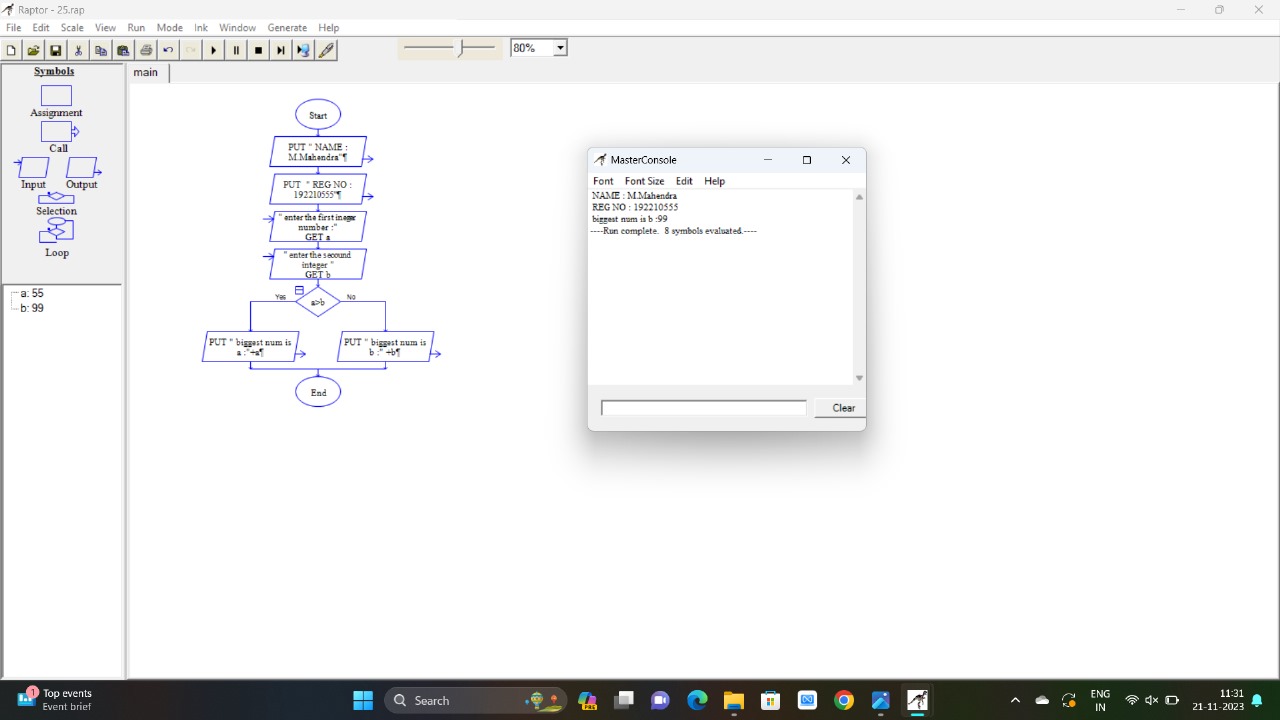 Raptor - 25.rap
File Edit Scale View Run Mode Ink Window Generate Help
80%
Symbols
Assignment
Call
Input Output
Selection
Loop
a: 55
b: 99
main
Start
PUT " NAME :
M.Mahendra"¶
PUT " REG NO :
192210555"¶
" enter the first ineger
number :"
GET a
" enter the secound
integer "
GET b
Yes No
a>b
PUT " biggest num is
a :"+a¶
PUT " biggest num is
b :" +b¶
End
MasterConsole
Font Font Size Edit Help
NAME : M.Mahendra
REG NO : 192210555
biggest num is b :99
----Run complete. 8 symbols evaluated.----
Clear
1
Top events
Event brief
Search
PRE
ENG
IN
11:31
21-11-2023